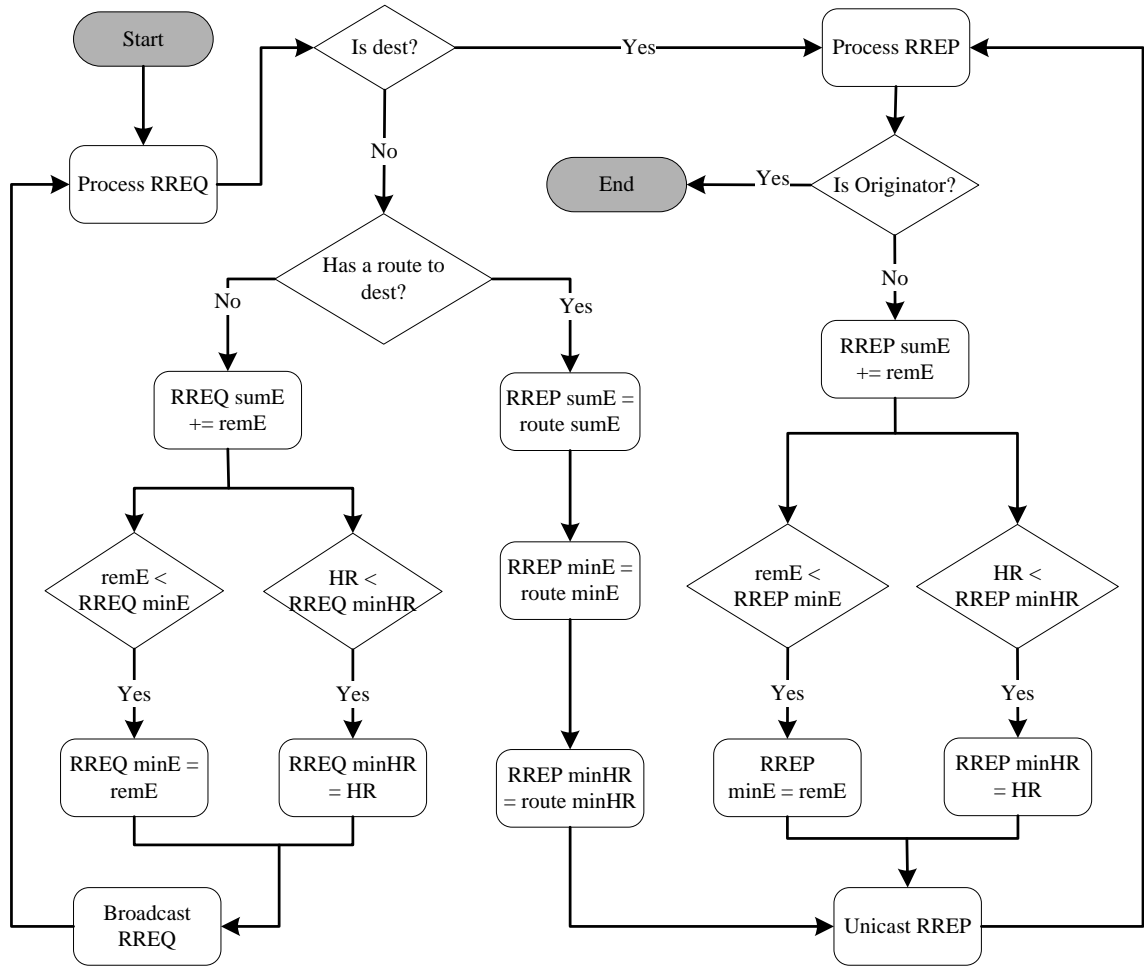 Start
Is dest?
Yes
Process RREP
No
Process RREQ
End
Yes
Is Originator?
Has a route to
dest?
No
Yes
No
RREQ sumE
+= remE
RREP sumE =
route sumE
RREP sumE
+= remE
remE <
RREQ minE
HR <
RREQ minHR
RREP minE =
route minE
remE <
RREP minE
HR <
RREP minHR
Yes
Yes
Yes
Yes
RREQ minE =
remE
RREQ minHR
= HR
RREP minHR
= route minHR
RREP
minE = remE
RREP minHR
= HR
Broadcast
RREQ
Unicast RREP